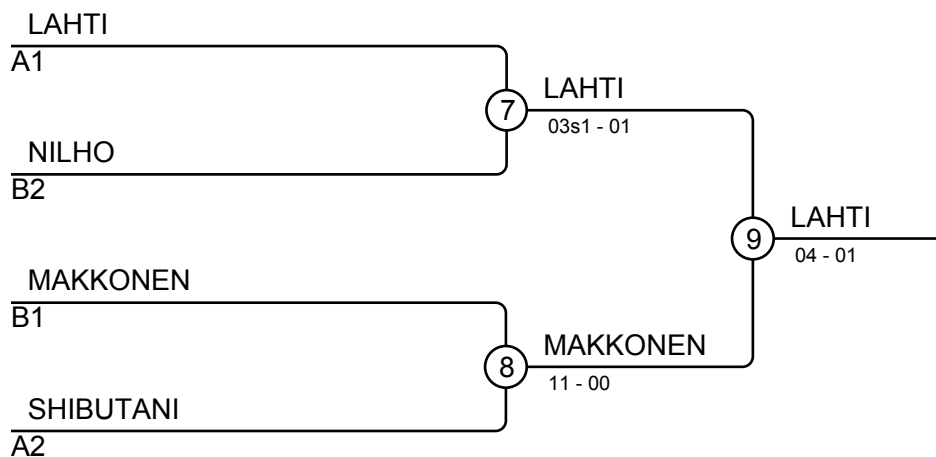 LAHTI
A1
7
LAHTI
03s1 - 01
NILHO
B2
9
LAHTI
04 - 01
MAKKONEN
B1
8
MAKKONEN
11 - 00
SHIBUTANI
A2